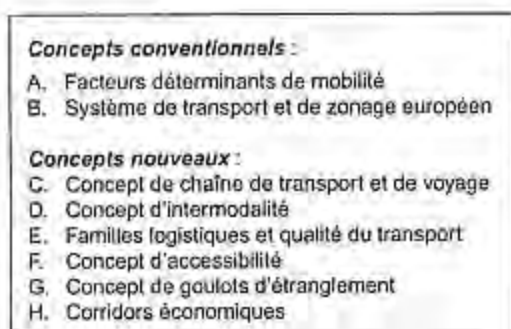 Concepts conventionnels :
A. Facteurs déterminants de mobilité
B. Système de transport et de zonage européen
Concepts nouveaux :
C. Concept de chaîne de transport et de voyage
D. Concept d'intermodalité
E. Familles logistiques et qualité du transport
F. Concept d'accessibilité
G. Concept de goulots d'étranglement
H. Corridors économiques